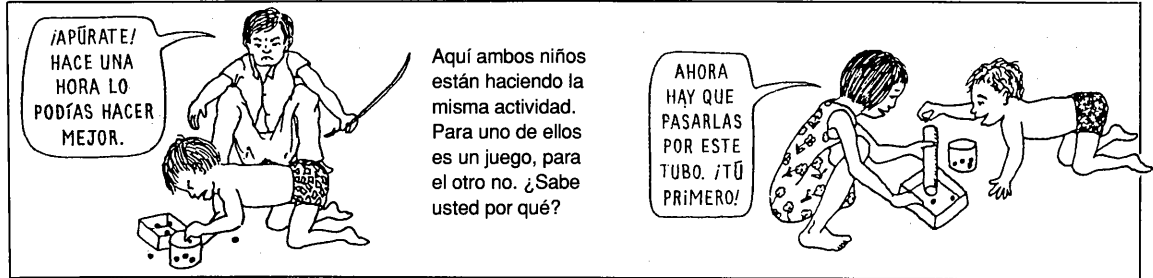 ¡APÚRATE!
HACE UNA
HORA LO
PODÍAS HACER
MEJOR.
Aquí ambos niños
están haciendo la
misma actividad.
Para uno de ellos
es un juego, para
el otro no. ¿Sabe
usted por qué?
AHORA
HAY QUE
PASARLAS
POR ESTE
TUBO. ¡TÚ
PRIMERO!